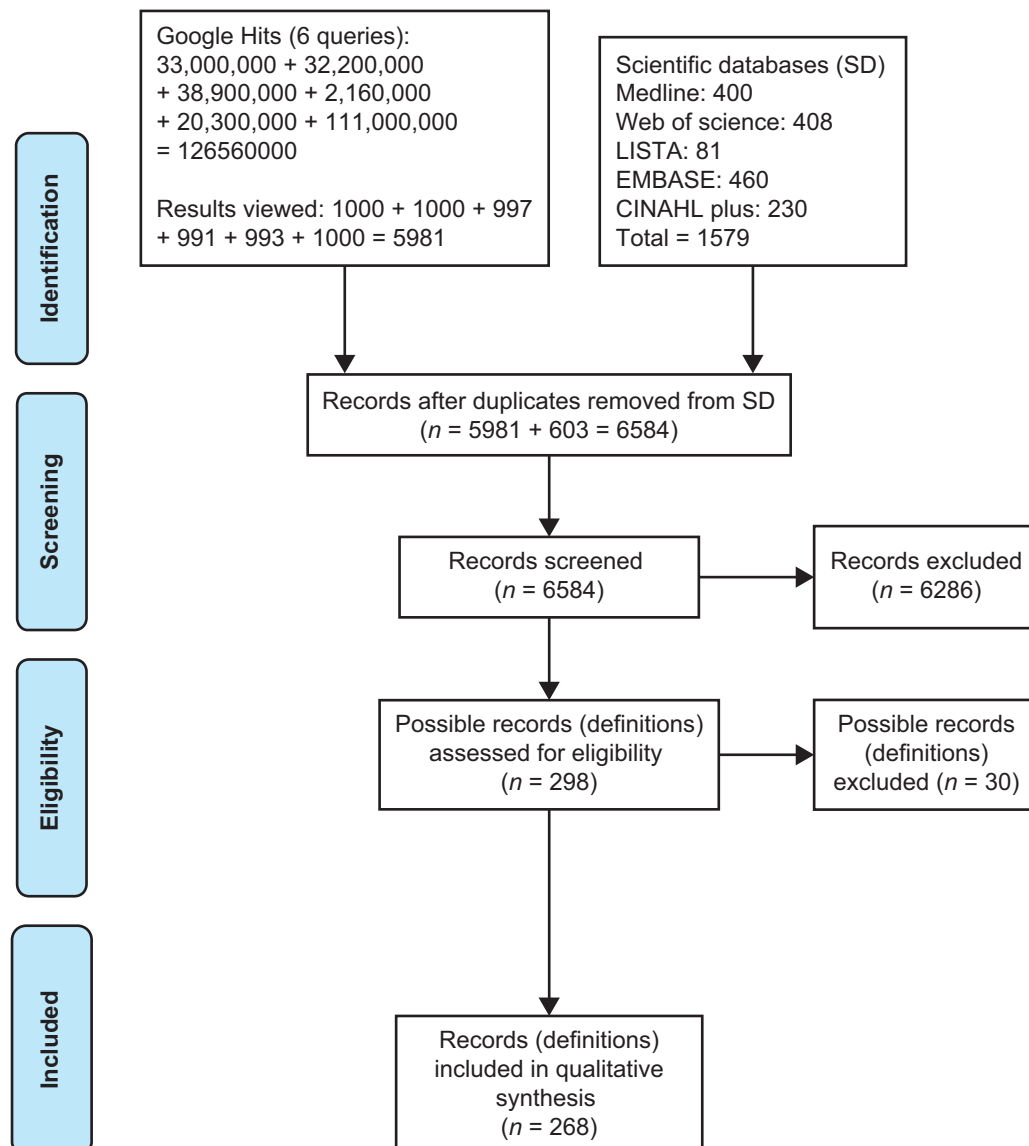 Google Hits (6 queries):
33,000,000 + 32,200,000
+ 38,900,000 + 2,160,000
+ 20,300,000 + 111,000,000
= 126560000
Results viewed: 1000 + 1000 + 997
+ 991 + 993 + 1000 = 5981
Scientific databases (SD)
Medline: 400
Web of science: 408
LISTA: 81
EMBASE: 460
CINAHL plus: 230
Total = 1579
Identification
Records after duplicates removed from SD
(n = 5981 + 603 = 6584)
Screening
Records screened
(n = 6584)
Records excluded
(n = 6286)
Eligibility
Possible records (definitions)
assessed for eligibility
(n = 298)
Possible records
(definitions)
excluded (n = 30)
Included
Records (definitions)
included in qualitative
synthesis
(n = 268)